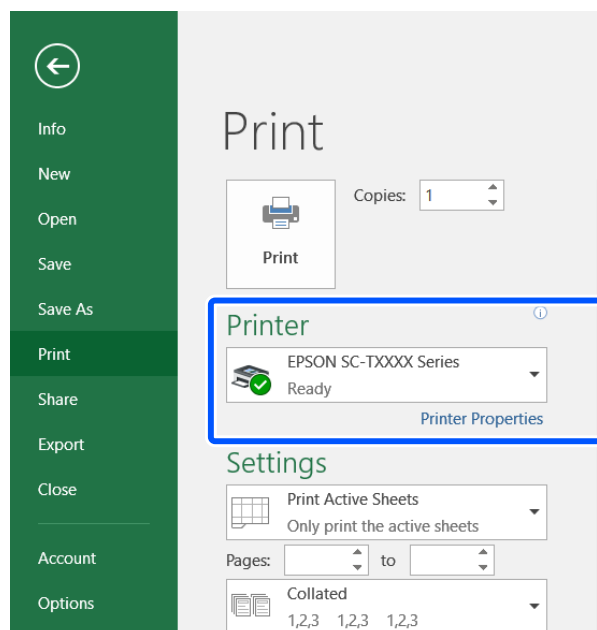 Info
New
Open
Save
Save As
Print
Share
Export
Close
Account
Options
Print
Copies: 1
Print
Printer
EPSON SC-TXXXX Series
Ready
Printer Properties
Settings
Print Active Sheets
Only print the active sheets
Pages: to
Collated
1,2,3 1,2,3 1,2,3